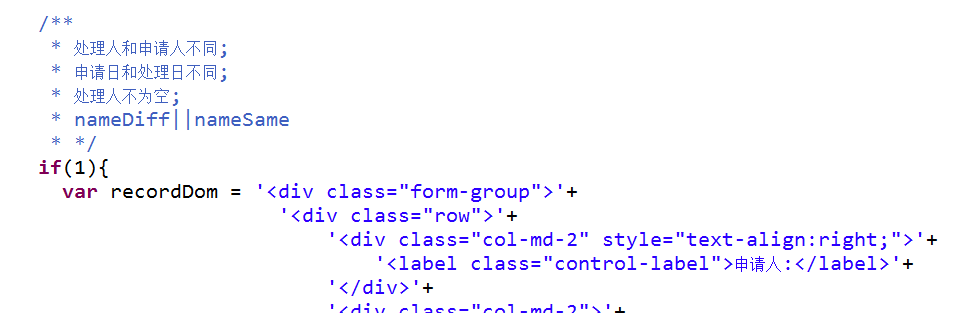 /**
* 处理人和申请人不同;
* 申请日和处理日不同;
* 处理人不为空;
* nameDiff||nameSame
* */
if(1){
var recordDom = '<div class="form-group">'+
'<div class="row">'+
'<div class="col-md-2" style="text-align:right;">'+
'<label class="control-label">申请人:</label>'+
'</div>'+
'<div class="col-md-2">'+